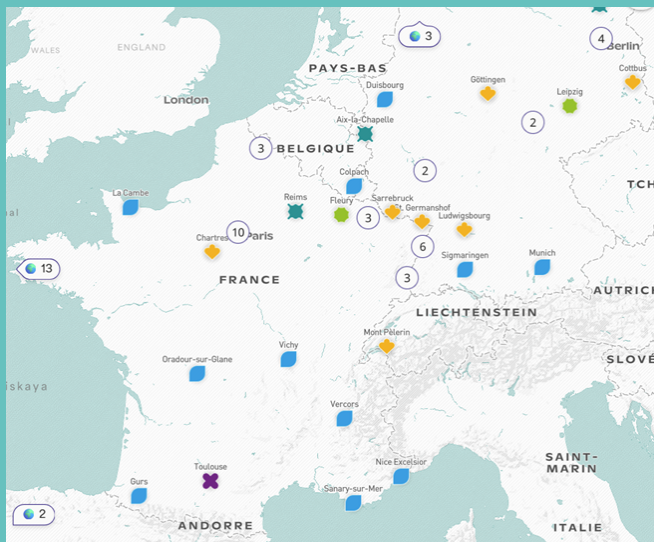 WALES
ENGLAND
London
3
4
Berlin
PAYS-BAS
Duisbourg
Göttingen
Cottbus
Leipzig
Aix-la-Chapelle
2
3
BELGIQUE
2
Colpach
TCH
La Cambe
Reims
Fleury
Sarrebruck
St. Germanshof
3
Ludwigsbourg
nal
10
Paris
Chartres
6
Sigmaringen
Munich
13
FRANCE
3
AUTRICH
LIECHTENSTEIN
Mont Pèlerin
Vichy
Oradour-sur-Glane
SLOVÉ
iskaya
Vercors
Toulouse
Nice Excelsior
SAINT-
MARIN
Gurs
Sanary-sur-Mer
2
ANDORRE
ITALIE